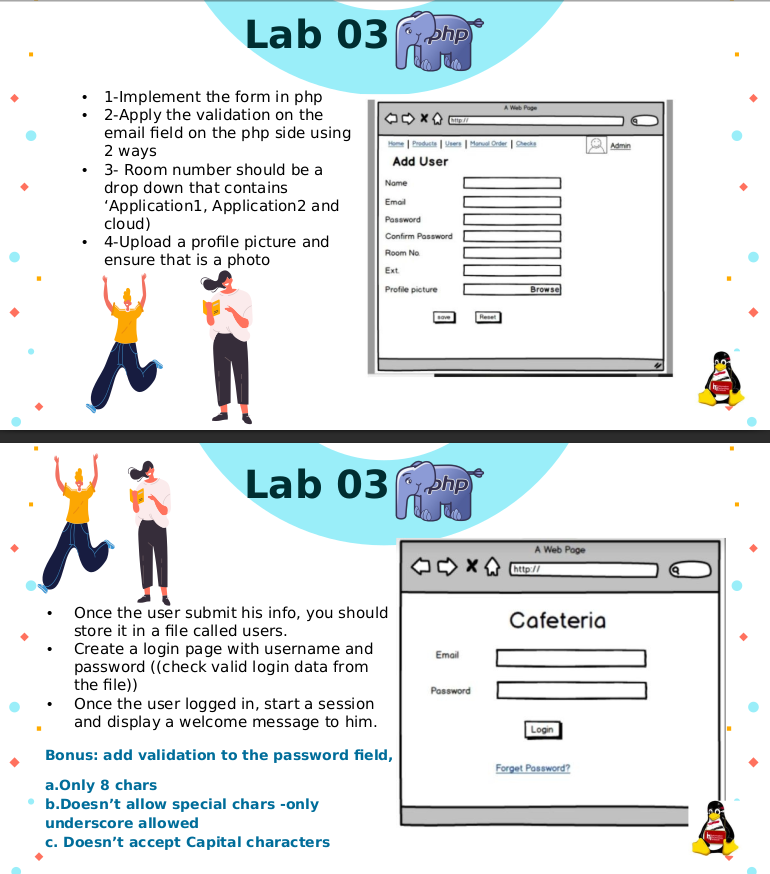 Lab 03
php
• 1-Implement the form in php
• 2-Apply the validation on the
email field on the php side using
2 ways
• 3- Room number should be a
drop down that contains
‘Application1, Application2 and
cloud)
• 4-Upload a profile picture and
ensure that is a photo
A Web Page
http://
Home | Products | Users | Manual Order | Checks
Admin
Add User
Name
Email
Password
Confirm Password
Room No.
Ext.
Profile picture Browse
save Reset
Lab 03
php
• Once the user submit his info, you should
store it in a file called users.
• Create a login page with username and
password ((check valid login data from
the file))
• Once the user logged in, start a session
and display a welcome message to him.
Bonus: add validation to the password field,
a.Only 8 chars
b.Doesn’t allow special chars -only
underscore allowed
c. Doesn’t accept Capital characters
A Web Page
http://
Cafeteria
Email
Password
Login
Forget Password?